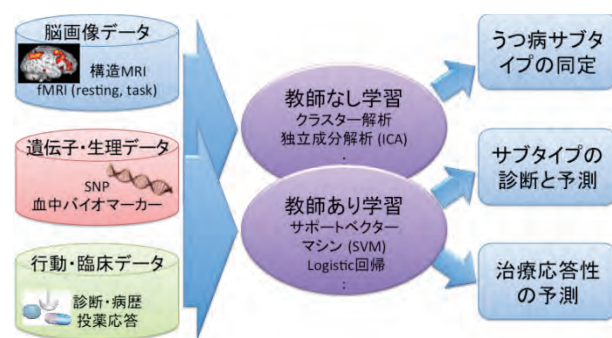 脳画像データ
構造MRI
fMRI (resting, task)
遺伝子・生理データ
SNP
血中バイオマーカー
行動・臨床データ
診断・病歴
投薬応答
教師なし学習
クラスター解析
独立成分解析 (ICA)
.
教師あり学習
サポートベクター
マシン (SVM)
Logistic回帰
:
うつ病サブタ
イプの同定
サブタイプの
診断と予測
治療応答性
の予測